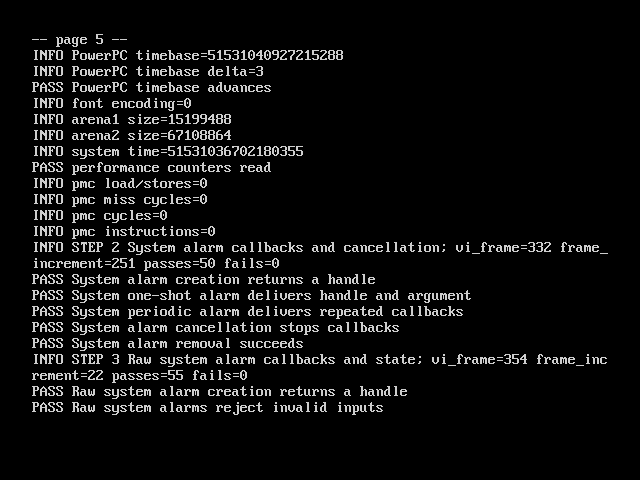 -- page 5 --
INFO PowerPC timebase=51531040927215288
INFO PowerPC timebase delta=3
PASS PowerPC timebase advances
INFO font encoding=0
INFO arena1 size=15199488
INFO arena2 size=67108864
INFO system time=51531036702180355
PASS performance counters read
INFO pmc load/stores=0
INFO pmc miss cycles=0
INFO pmc cycles=0
INFO pmc instructions=0
INFO STEP 2 System alarm callbacks and cancellation; vi_frame=332 frame_
increment=251 passes=50 fails=0
PASS System alarm creation returns a handle
PASS System one-shot alarm delivers handle and argument
PASS System periodic alarm delivers repeated callbacks
PASS System alarm cancellation stops callbacks
PASS System alarm removal succeeds
INFO STEP 3 Raw system alarm callbacks and state; vi_frame=354 frame_inc
rement=22 passes=55 fails=0
PASS Raw system alarm creation returns a handle
PASS Raw system alarms reject invalid inputs